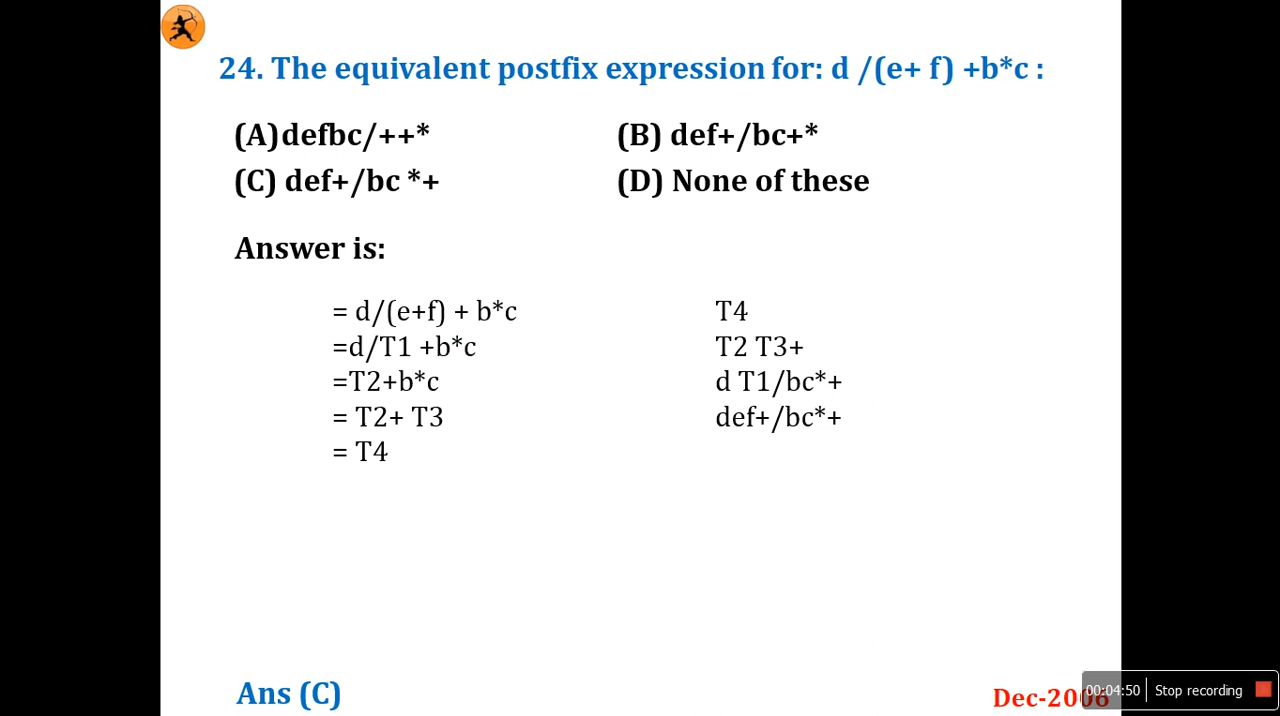 24. The equivalent postfix expression for: d /(e+ f) +b*c :
(A)defbc/++* (B) def+/bc+*
(C) def+/bc *+ (D) None of these
Answer is:
= d/(e+f) + b*c
=d/T1 +b*c
=T2+b*c
= T2+ T3
= T4
T4
T2 T3+
d T1/bc*+
def+/bc*+
Ans (C)
Dec-2006
00:04:50 Stop recording